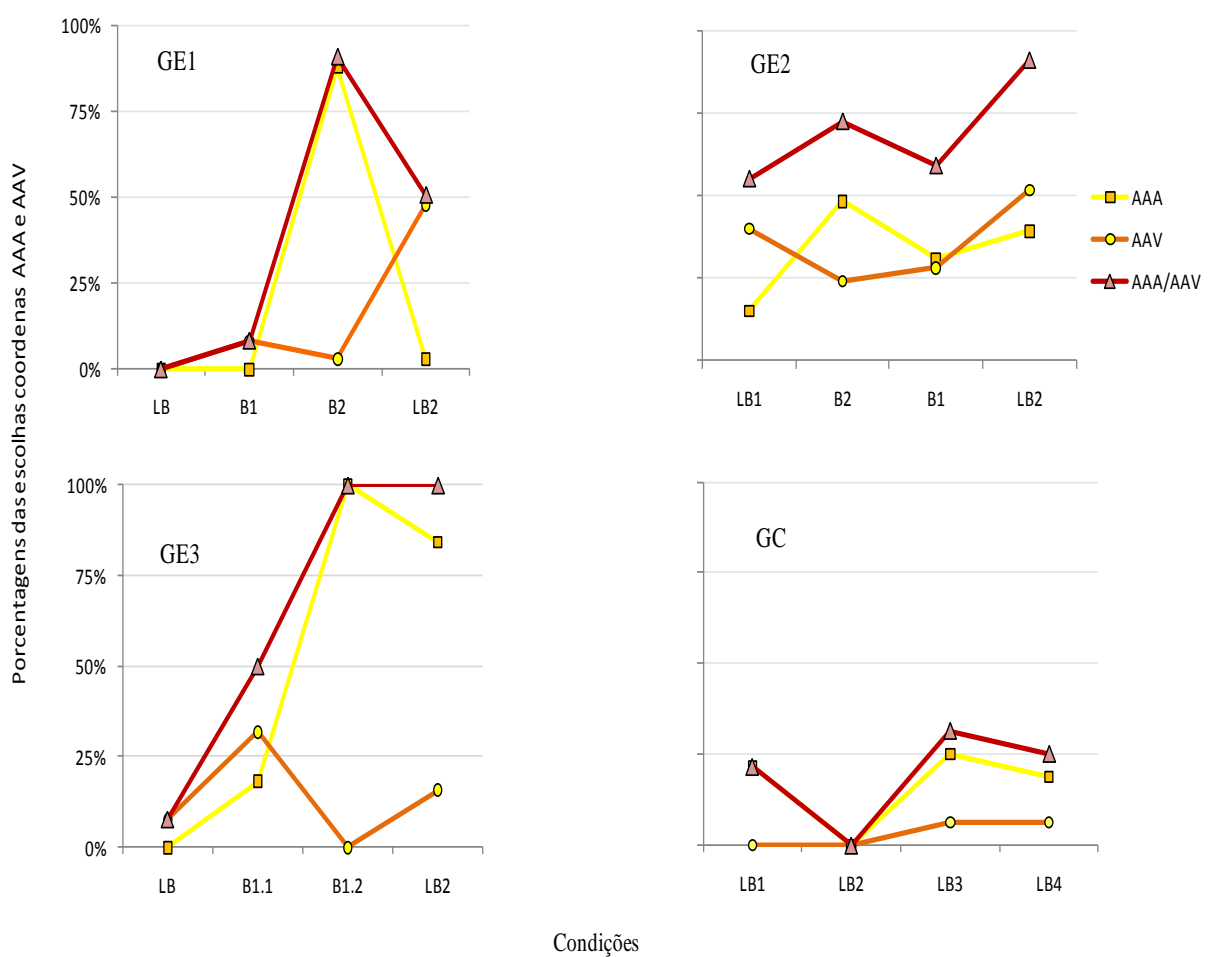 Porcentagens das escolhas coordenas AAA e AAV
GE1
100%
75%
50%
25%
0%
LB B1 B2 LB2
GE2
LB1 B2 B1 LB2
AAA
AAV
AAA/AAV
GE3
100%
75%
50%
25%
0%
LB B1.1 B1.2 LB2
GC
LB1 LB2 LB3 LB4
Condições